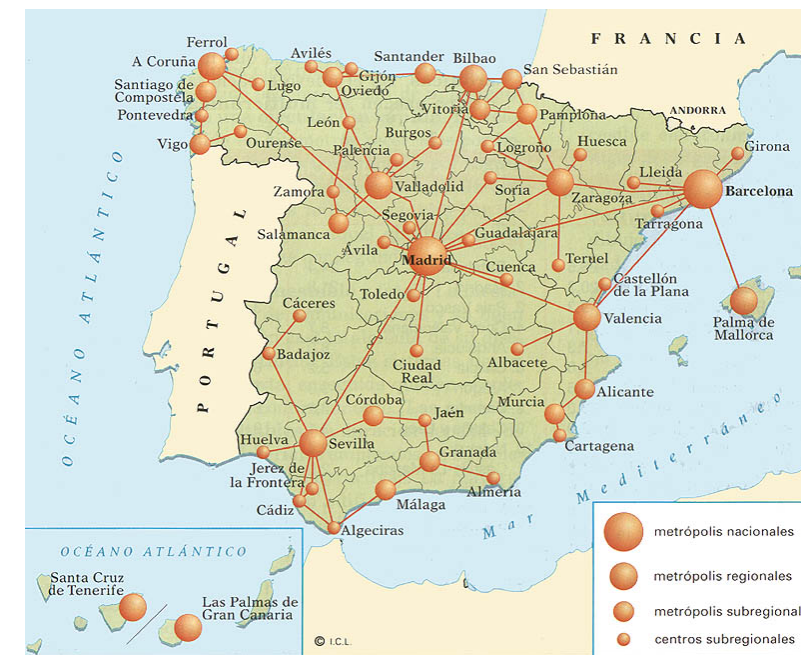 FRANCIA
Ferrol
A Coruña
Avilés
Santander
Bilbao
Gijón
Oviedo
San Sebastián
Santiago de
Compostela
Lugo
Pontevedra
Vitoria
Pamplona
ANDORRA
León
Burgos
Vigo
Ourense
Palencia
Logroño
Huesca
Girona
Lleida
Zamora
Valladolid
Soria
Zaragoza
Barcelona
Segovia
Tarragona
Salamanca
Guadalajara
Ávila
Madrid
Cuenca
Teruel
OCÉANO ATLÁNTICO
PORTUGAL
Toledo
Castellón
de la Plana
Cáceres
Valencia
Palma de
Mallorca
Badajoz
Ciudad
Real
Albacete
Alicante
Córdoba
Murcia
Jaén
Huelva
Sevilla
Cartagena
Granada
Jerez de
la Frontera
Almería
Cádiz
Málaga
Algeciras
Mar Mediterráneo
OCÉANO ATLÁNTICO
Santa Cruz
de Tenerife
Las Palmas de
Gran Canaria
© I.C.L.
metrópolis nacionales
metrópolis regionales
metrópolis subregional
centros subregionales